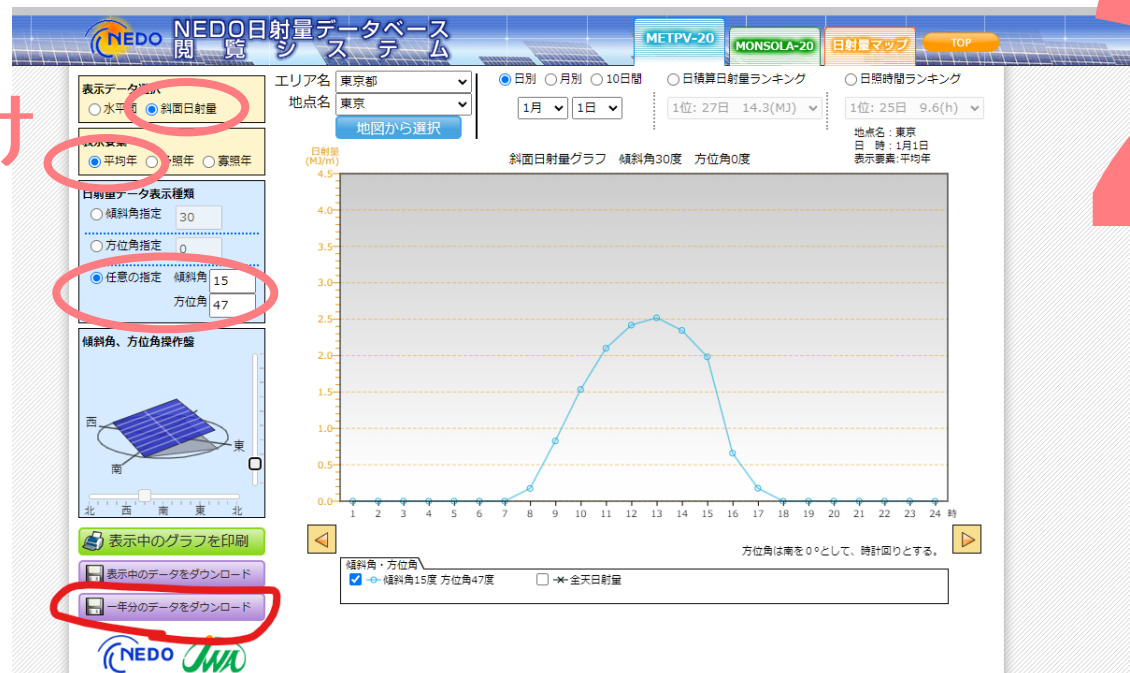 NEDO NEDO日射量データベース
閲覧システム
METPV-20
MONSOLA-20
日射量マップ
TOP
け
エリア名 東京都
地点名 東京
地図から選択
日別 月別 10日間
1月 1日
日積算日射量ランキング
1位: 27日 14.3(MJ)
日照時間ランキング
1位: 25日 9.6(h)
地点名：東京
日 時：1月1日
表示要素:平均年
水平面 斜面日射量
平均年 多照年 寡照年
日射量データ表示種類
傾斜角指定 30
方位角指定 0
任意の指定 傾斜角 15
方位角 47
傾斜角、方位角操作盤
西
東
南
北 西 南 東 北
表示中のグラフを印刷
表示中のデータをダウンロード
一年分のデータをダウンロード
NEDO JWA
日射量
(MJ/㎡)
斜面日射量グラフ 傾斜角30度 方位角0度
4.5
4.0
3.5
3.0
2.5
2.0
1.5
1.0
0.5
0.0
1 2 3 4 5 6 7 8 9 10 11 12 13 14 15 16 17 18 19 20 21 22 23 24 時
方位角は南を0°として、時計回りとする。
傾斜角・方位角
傾斜角15度 方位角47度 全天日射量